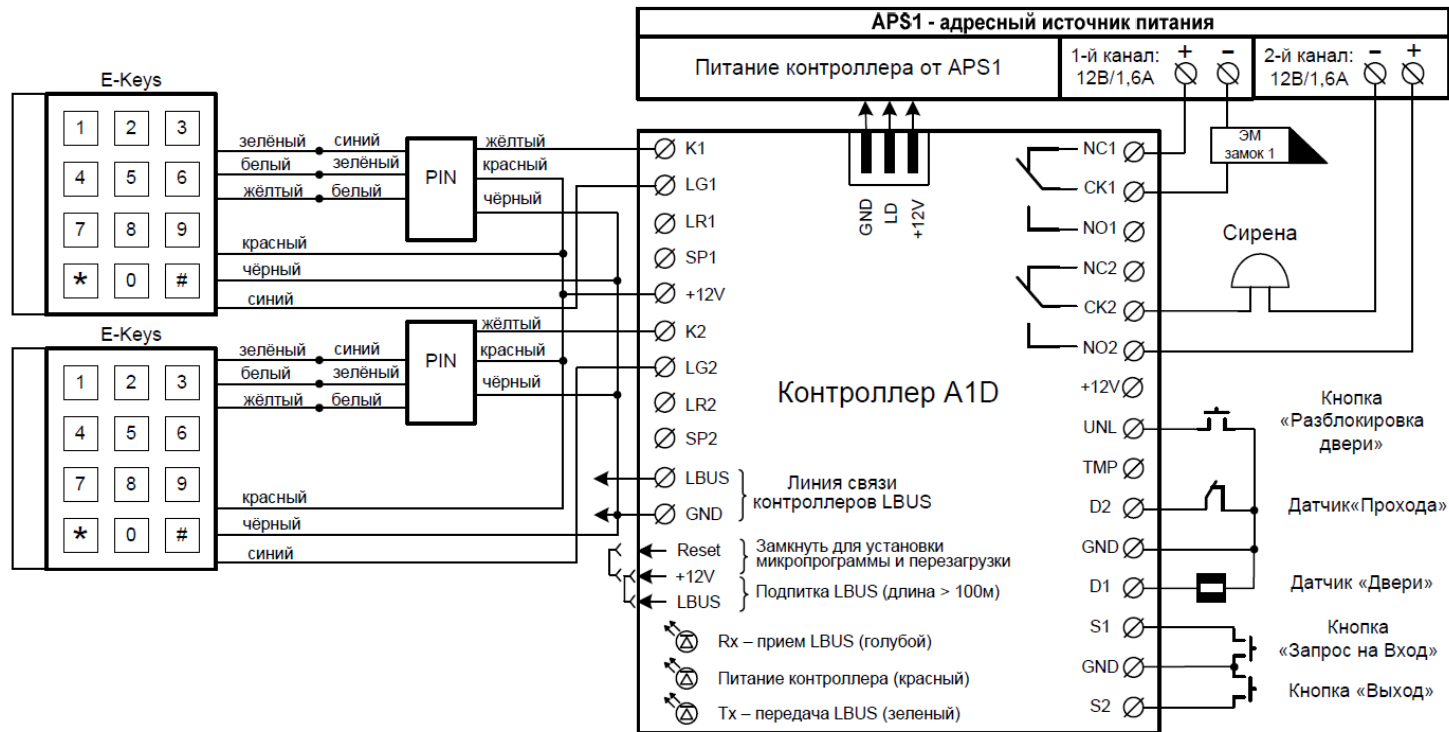 APS1 - адресный источник питания
Питание контроллера от APS1
1-й канал: + −
12В/1,6А
2-й канал: − +
12В/1,6А
E-Keys
1 2 3
4 5 6
7 8 9
* 0 #
зелёный синий
белый зелёный
жёлтый белый
красный
чёрный
синий
PIN
жёлтый
красный
чёрный
E-Keys
1 2 3
4 5 6
7 8 9
* 0 #
зелёный синий
белый зелёный
жёлтый белый
красный
чёрный
синий
PIN
жёлтый
красный
чёрный
K1
LG1
LR1
SP1
+12V
K2
LG2
LR2
SP2
LBUS
GND
Линия связи
контроллеров LBUS
Reset
+12V
LBUS
Замкнуть для установки
микропрограммы и перезагрузки
Подпитка LBUS (длина > 100м)
Rx – прием LBUS (голубой)
Питание контроллера (красный)
Tx – передача LBUS (зеленый)
GND
LD
+12V
Контроллер A1D
NC1
CK1
NO1
NC2
CK2
NO2
+12V
UNL
TMP
D2
GND
D1
S1
GND
S2
ЭМ
замок 1
Сирена
Кнопка
«Разблокировка
двери»
Датчик«Прохода»
Датчик «Двери»
Кнопка
«Запрос на Вход»
Кнопка «Выход»